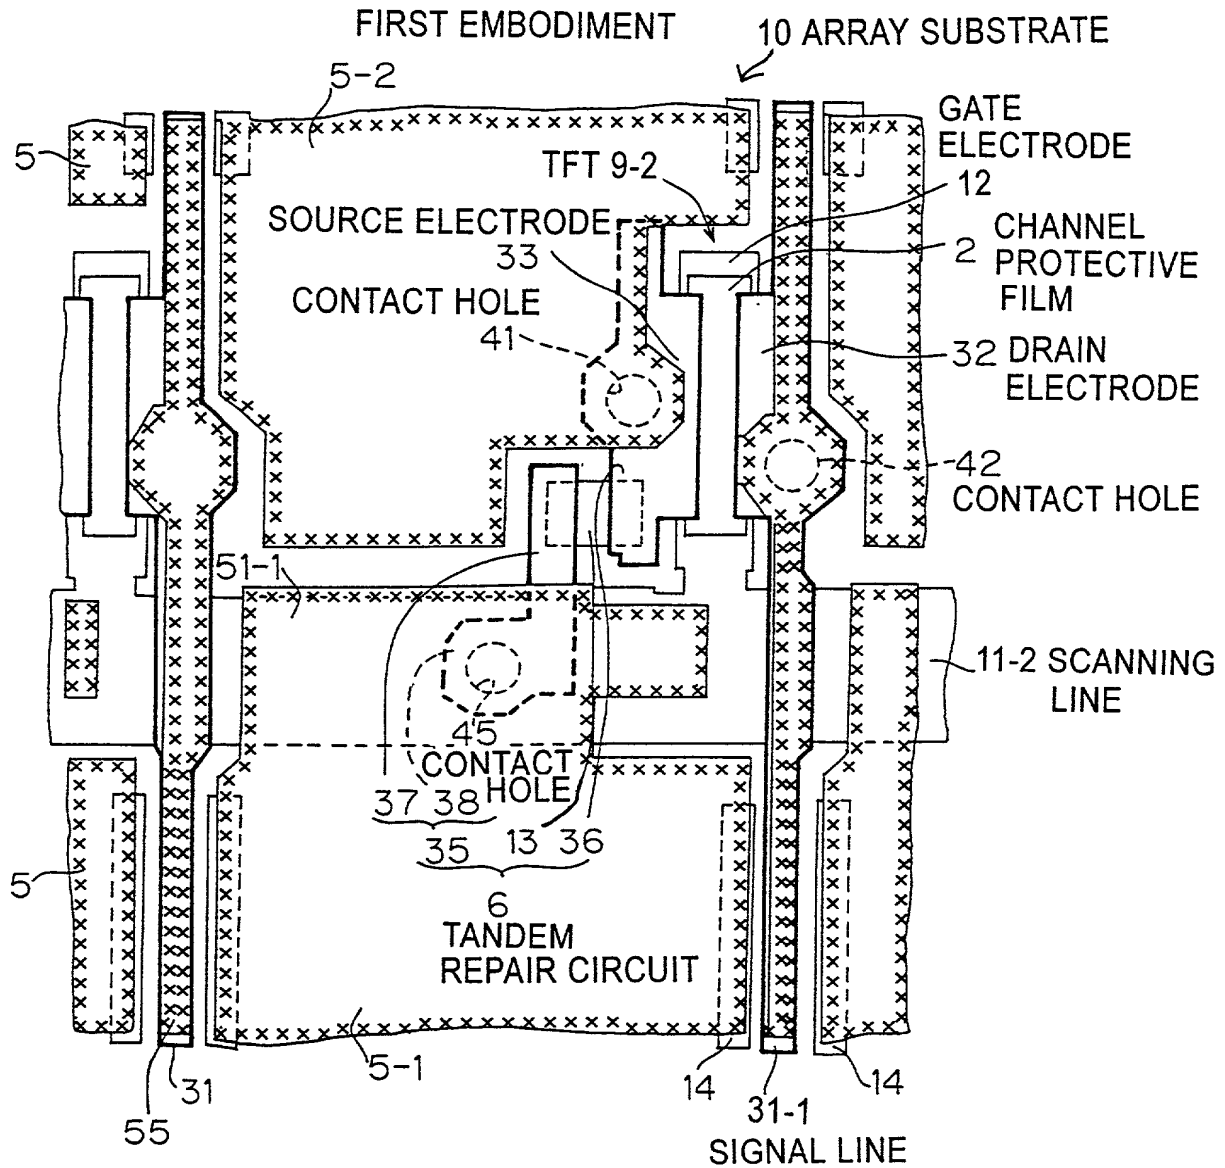 FIRST EMBODIMENT
10 ARRAY SUBSTRATE
5-2
GATE
ELECTRODE
12
5
TFT 9-2
SOURCE ELECTRODE
33
2 CHANNEL
PROTECTIVE
FILM
CONTACT HOLE
41
32 DRAIN
ELECTRODE
42
CONTACT HOLE
51-1
11-2 SCANNING
LINE
45
CONTACT
HOLE
37 38
13 36
35
5
6
TANDEM
REPAIR CIRCUIT
5-1
31
14
14
55
31-1
SIGNAL LINE